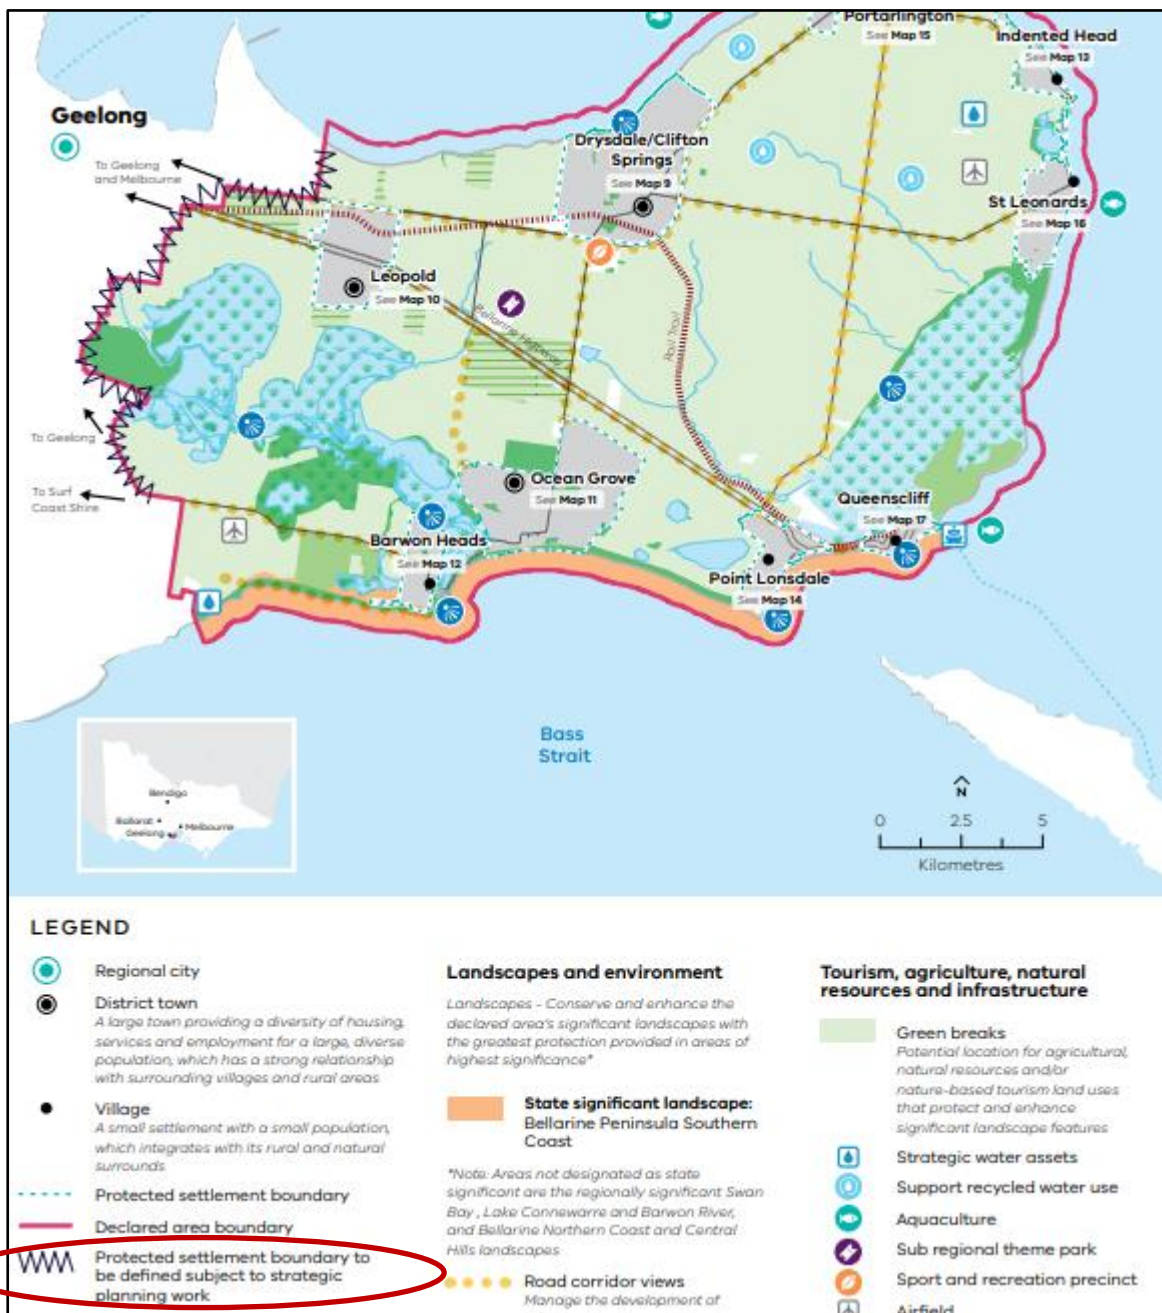 Portarlington
See Map 15
Indented Head
See Map 13
Geelong
To Geelong
and Melbourne
Drysdale/Clifton
Springs
See Map 9
St Leonards
See Map 16
Leopold
See Map 10
Bellarine Highway
Rail Trail
To Geelong
To Surf
Coast Shire
Ocean Grove
See Map 11
Queenscliff
See Map 17
Barwon Heads
See Map 12
Point Lonsdale
See Map 14
Bass
Strait
Bendigo
Ballarat
Melbourne
Geelong
N
0 2.5 5
Kilometres
LEGEND
Regional city
District town
A large town providing a diversity of housing,
services and employment for a large, diverse
population, which has a strong relationship
with surrounding villages and rural areas
Village
A small settlement with a small population,
which integrates with its rural and natural
surrounds
Protected settlement boundary
Declared area boundary
Protected settlement boundary to
be defined subject to strategic
planning work
Landscapes and environment
Landscapes - Conserve and enhance the
declared area's significant landscapes with
the greatest protection provided in areas of
highest significance*
State significant landscape:
Bellarine Peninsula Southern
Coast
*Note: Areas not designated as state
significant are the regionally significant Swan
Bay , Lake Connewarre and Barwon River,
and Bellarine Northern Coast and Central
Hills landscapes
Road corridor views
Manage the development of
Tourism, agriculture, natural
resources and infrastructure
Green breaks
Potential location for agricultural,
natural resources and/or
nature-based tourism land uses
that protect and enhance
significant landscape features
Strategic water assets
Support recycled water use
Aquaculture
Sub regional theme park
Sport and recreation precinct
Airfield